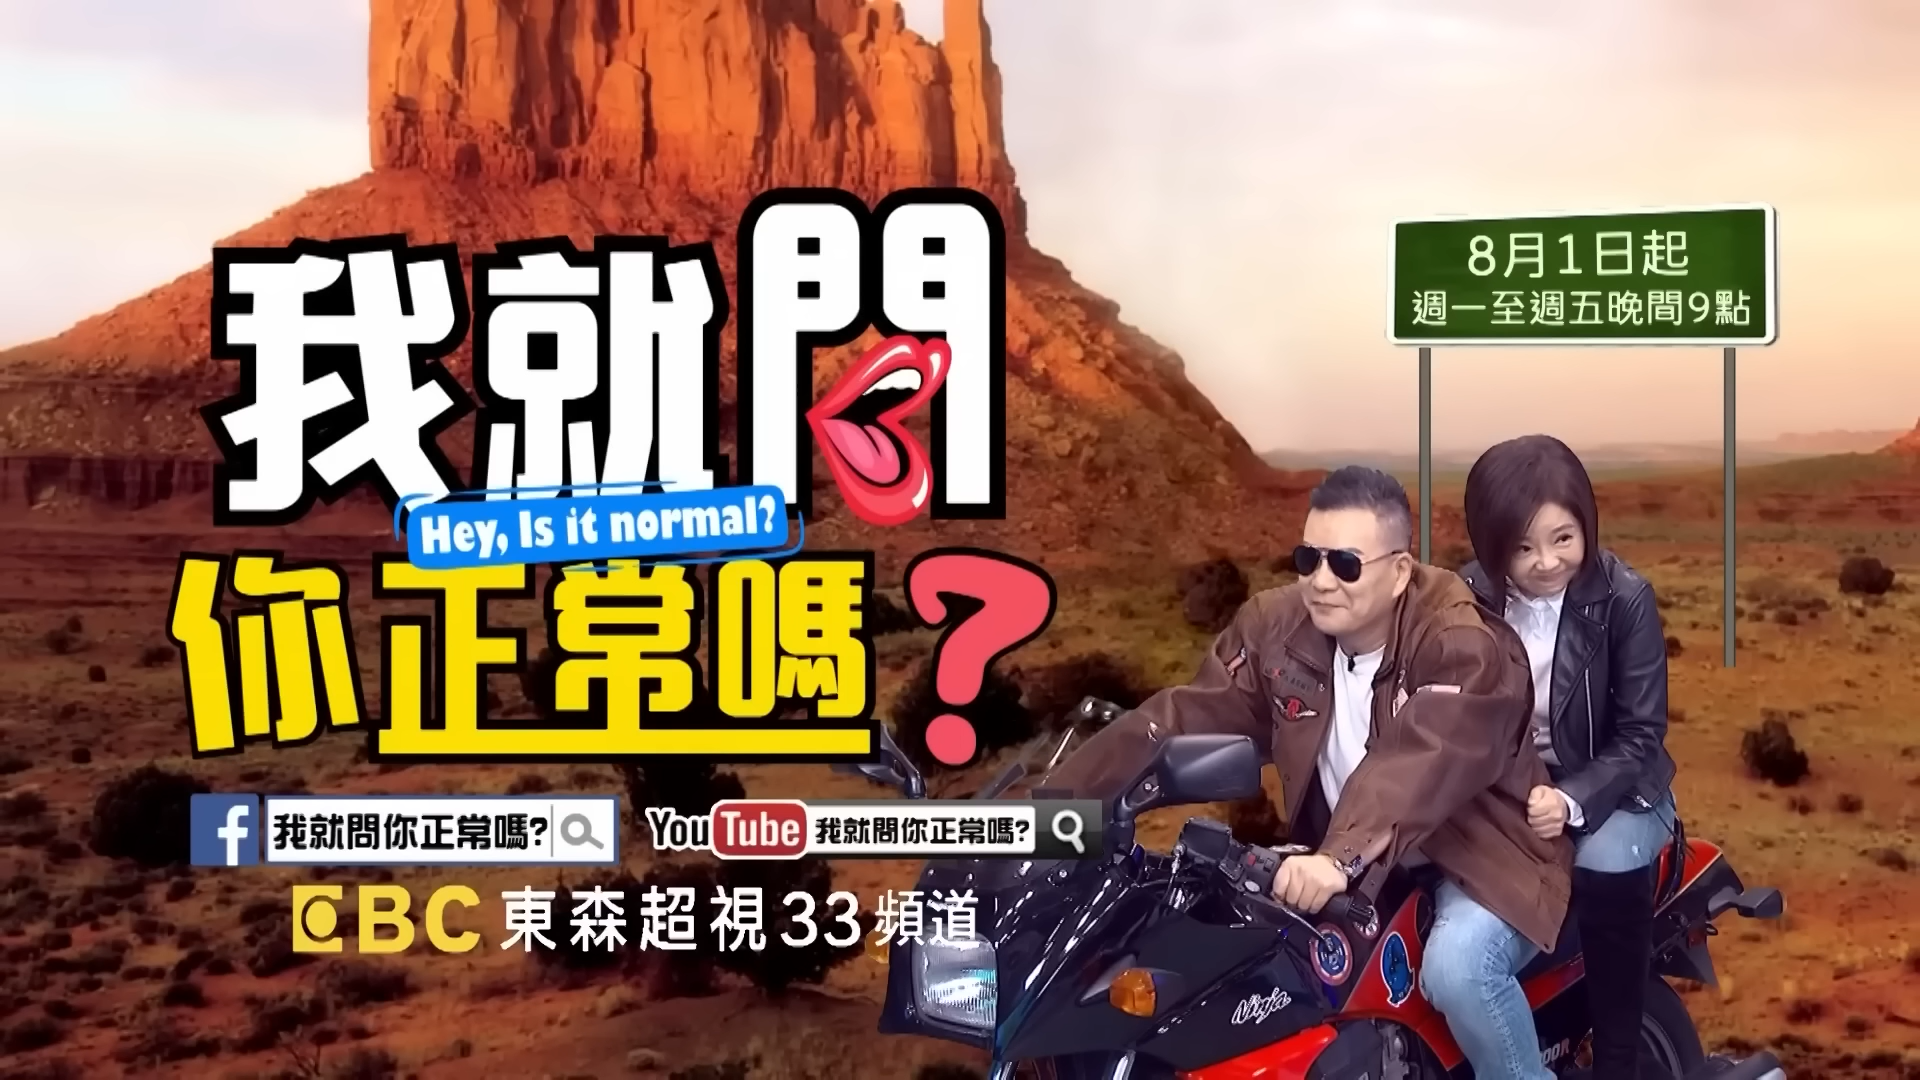 我就問
Hey, Is it normal?
你正常嗎?
8月1日起
週一至週五晚間9點
f 我就問你正常嗎?
YouTube 我就問你正常嗎?
EBC 東森超視33頻道
Ninja